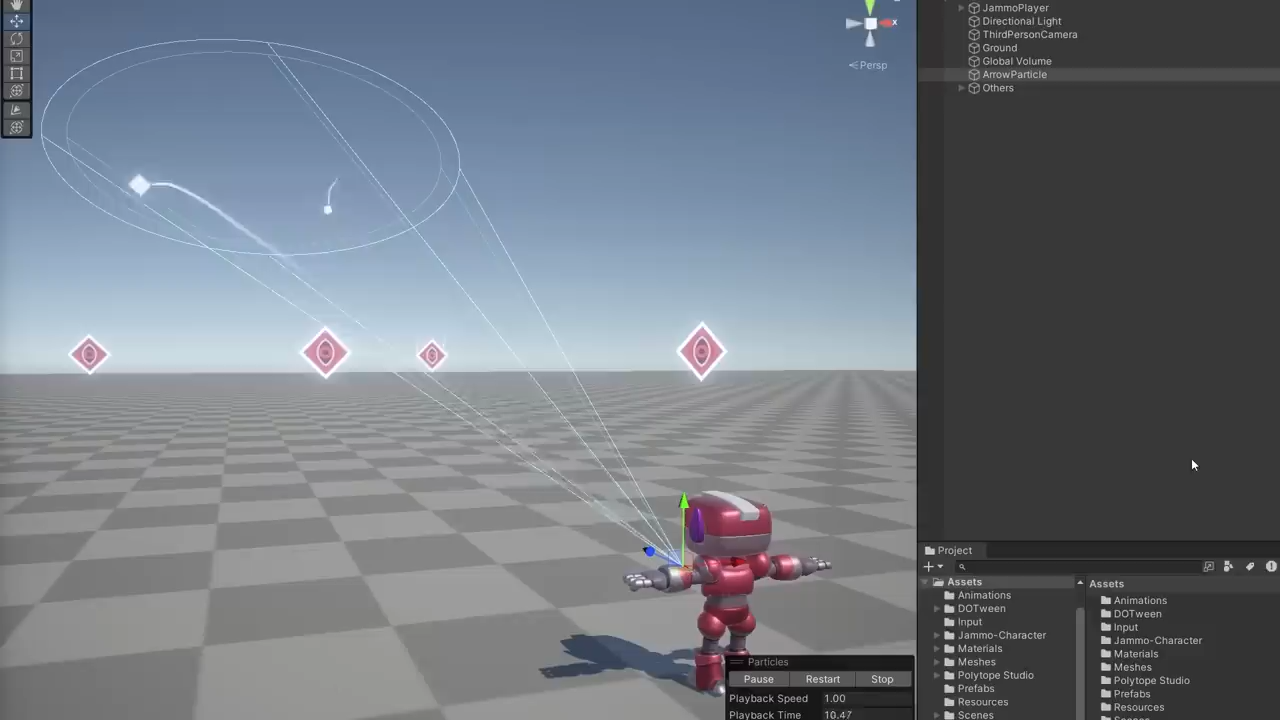 JammoPlayer
Directional Light
ThirdPersonCamera
Ground
Global Volume
ArrowParticle
Others
x
Persp
Project
Assets
Animations
DOTween
Input
Jammo-Character
Materials
Meshes
Polytope Studio
Prefabs
Resources
Scenes
Assets
Animations
DOTween
Input
Jammo-Character
Materials
Meshes
Polytope Studio
Prefabs
Resources
Particles
Pause Restart Stop
Playback Speed 1.00
Playback Time 10.47